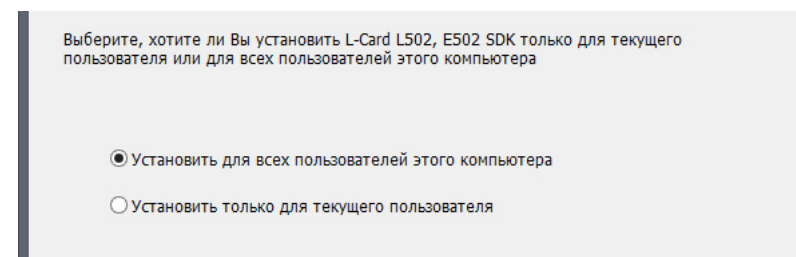 Выберите, хотите ли Вы установить L-Card L502, E502 SDK только для текущего
пользователя или для всех пользователей этого компьютера
Установить для всех пользователей этого компьютера
Установить только для текущего пользователя